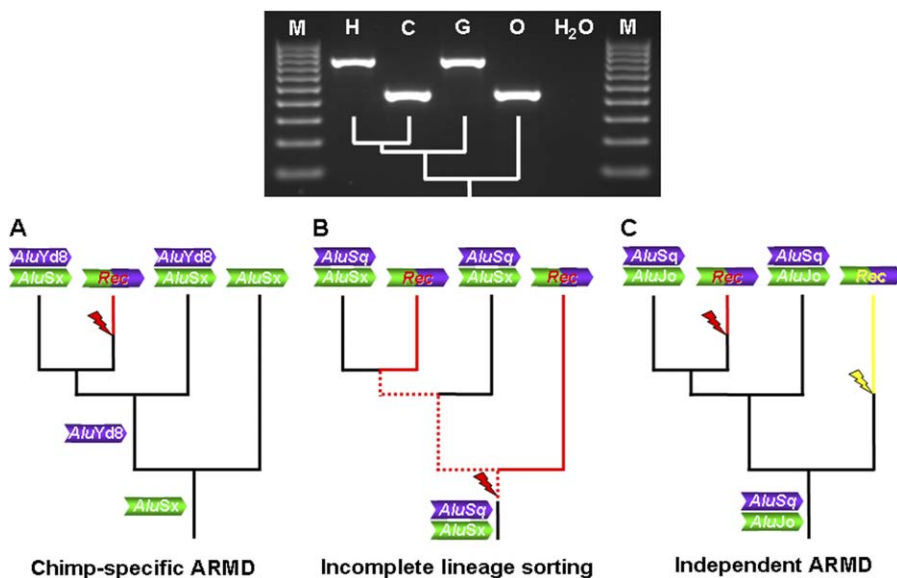 M H C G O H₂O M
A
AluYd8 AluYd8
AluSx Rec AluSx AluSx
AluYd8
AluSx
Chimp-specific ARMD
B
AluSq AluSq
AluSx Rec AluSx Rec
AluSq
AluSx
Incomplete lineage sorting
C
AluSq AluSq
AluJo Rec AluJo Rec
AluSq
AluJo
Independent ARMD